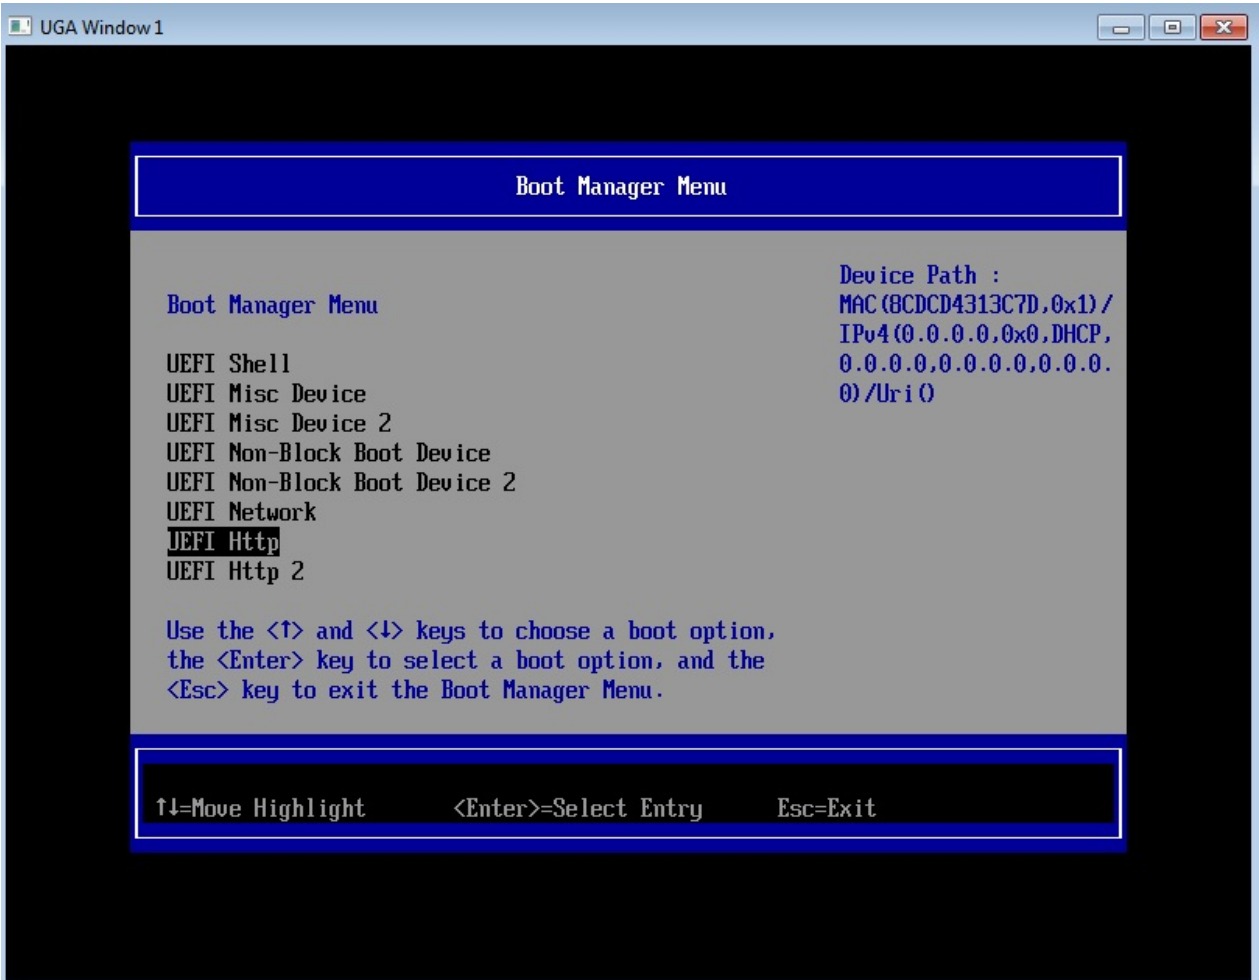 UGA Window 1
Boot Manager Menu
Boot Manager Menu
UEFI Shell
UEFI Misc Device
UEFI Misc Device 2
UEFI Non-Block Boot Device
UEFI Non-Block Boot Device 2
UEFI Network
UEFI Http
UEFI Http 2
Device Path :
MAC(8CDCD4313C7D,0x1)/
IPv4(0.0.0.0,0x0,DHCP,
0.0.0.0,0.0.0.0,0.0.0.
0)/Uri()
Use the <↑> and <↓> keys to choose a boot option,
the <Enter> key to select a boot option, and the
<Esc> key to exit the Boot Manager Menu.
↑↓=Move Highlight <Enter>=Select Entry Esc=Exit